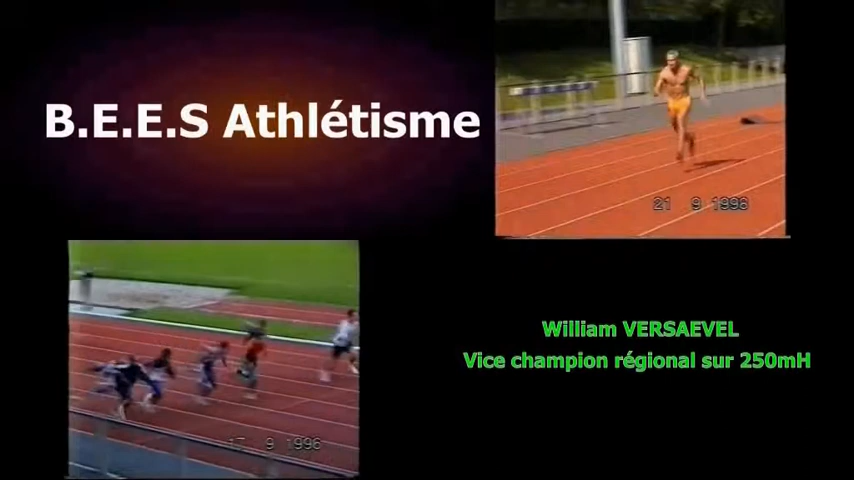 B.E.E.S Athlétisme
21 9 1996
William VERSAEVEL
Vice champion régional sur 250mH
17 9 1996